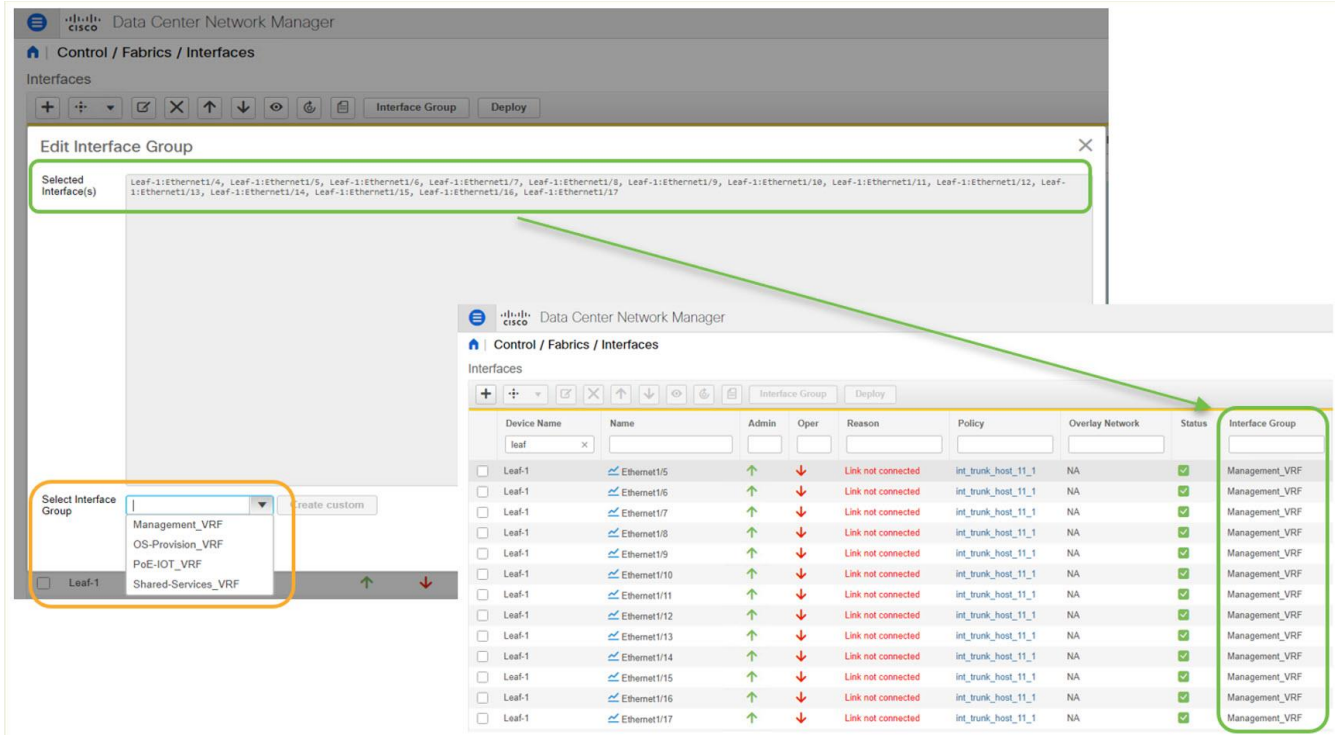 CISCO Data Center Network Manager
Control / Fabrics / Interfaces
Interfaces
Interface Group Deploy
Edit Interface Group
Selected Interface(s)
Leaf-1:Ethernet1/4, Leaf-1:Ethernet1/5, Leaf-1:Ethernet1/6, Leaf-1:Ethernet1/7, Leaf-1:Ethernet1/8, Leaf-1:Ethernet1/9, Leaf-1:Ethernet1/10, Leaf-1:Ethernet1/11, Leaf-1:Ethernet1/12, Leaf-
1:Ethernet1/13, Leaf-1:Ethernet1/14, Leaf-1:Ethernet1/15, Leaf-1:Ethernet1/16, Leaf-1:Ethernet1/17
Select Interface Group
Create custom
Management_VRF
OS-Provision_VRF
PoE-IOT_VRF
Shared-Services_VRF
Leaf-1
CISCO Data Center Network Manager
Control / Fabrics / Interfaces
Interfaces
Interface Group Deploy
Device Name Name Admin Oper Reason Policy Overlay Network Status Interface Group
leaf
Leaf-1 Ethernet1/5 Link not connected int_trunk_host_11_1 NA Management_VRF
Leaf-1 Ethernet1/6 Link not connected int_trunk_host_11_1 NA Management_VRF
Leaf-1 Ethernet1/7 Link not connected int_trunk_host_11_1 NA Management_VRF
Leaf-1 Ethernet1/8 Link not connected int_trunk_host_11_1 NA Management_VRF
Leaf-1 Ethernet1/9 Link not connected int_trunk_host_11_1 NA Management_VRF
Leaf-1 Ethernet1/10 Link not connected int_trunk_host_11_1 NA Management_VRF
Leaf-1 Ethernet1/11 Link not connected int_trunk_host_11_1 NA Management_VRF
Leaf-1 Ethernet1/12 Link not connected int_trunk_host_11_1 NA Management_VRF
Leaf-1 Ethernet1/13 Link not connected int_trunk_host_11_1 NA Management_VRF
Leaf-1 Ethernet1/14 Link not connected int_trunk_host_11_1 NA Management_VRF
Leaf-1 Ethernet1/15 Link not connected int_trunk_host_11_1 NA Management_VRF
Leaf-1 Ethernet1/16 Link not connected int_trunk_host_11_1 NA Management_VRF
Leaf-1 Ethernet1/17 Link not connected int_trunk_host_11_1 NA Management_VRF